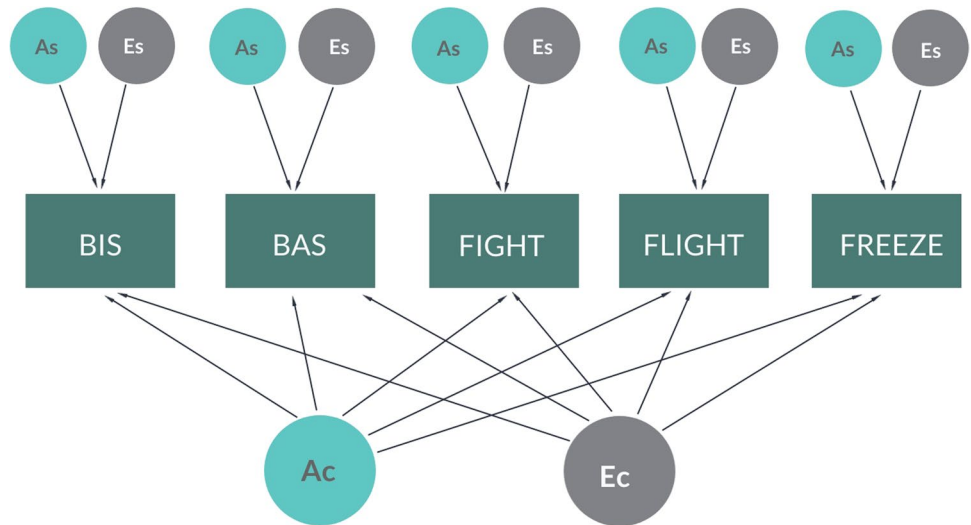 As Es As Es As Es As Es As Es
BIS BAS FIGHT FLIGHT FREEZE
Ac Ec